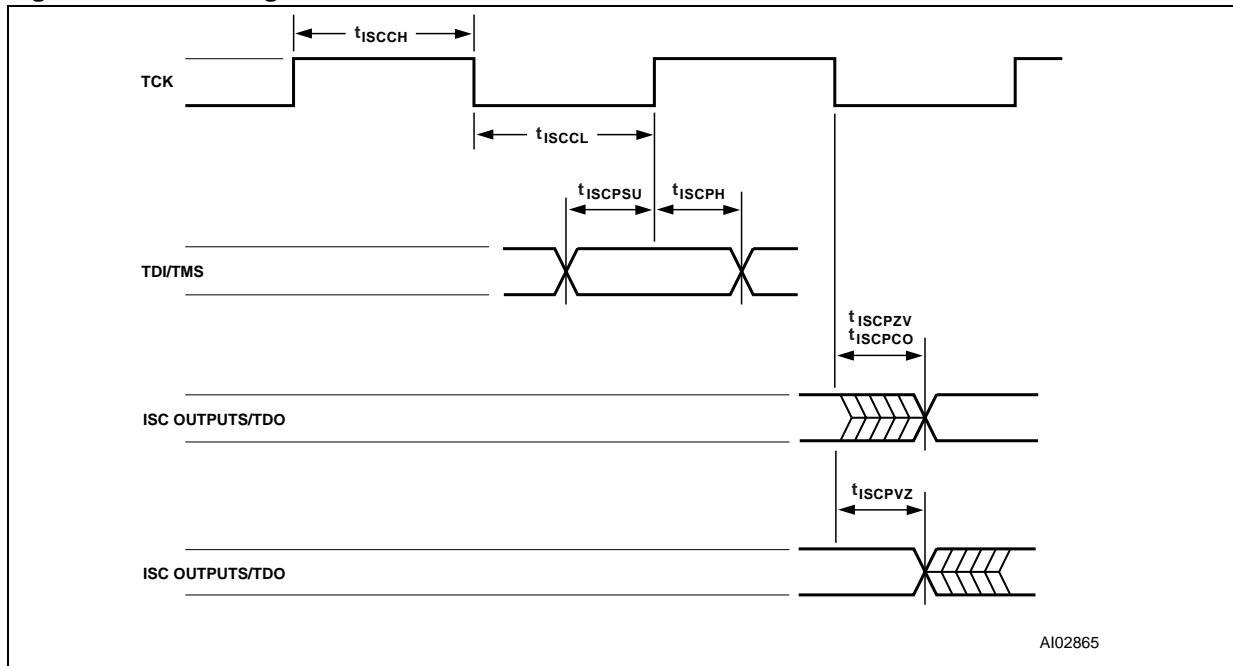 tISCCH
TCK
tISCCL
tISCPSU
tISCPH
TDI/TMS
tISCPZV
tISCPCO
ISC OUTPUTS/TDO
tISCPVZ
ISC OUTPUTS/TDO
AI02865